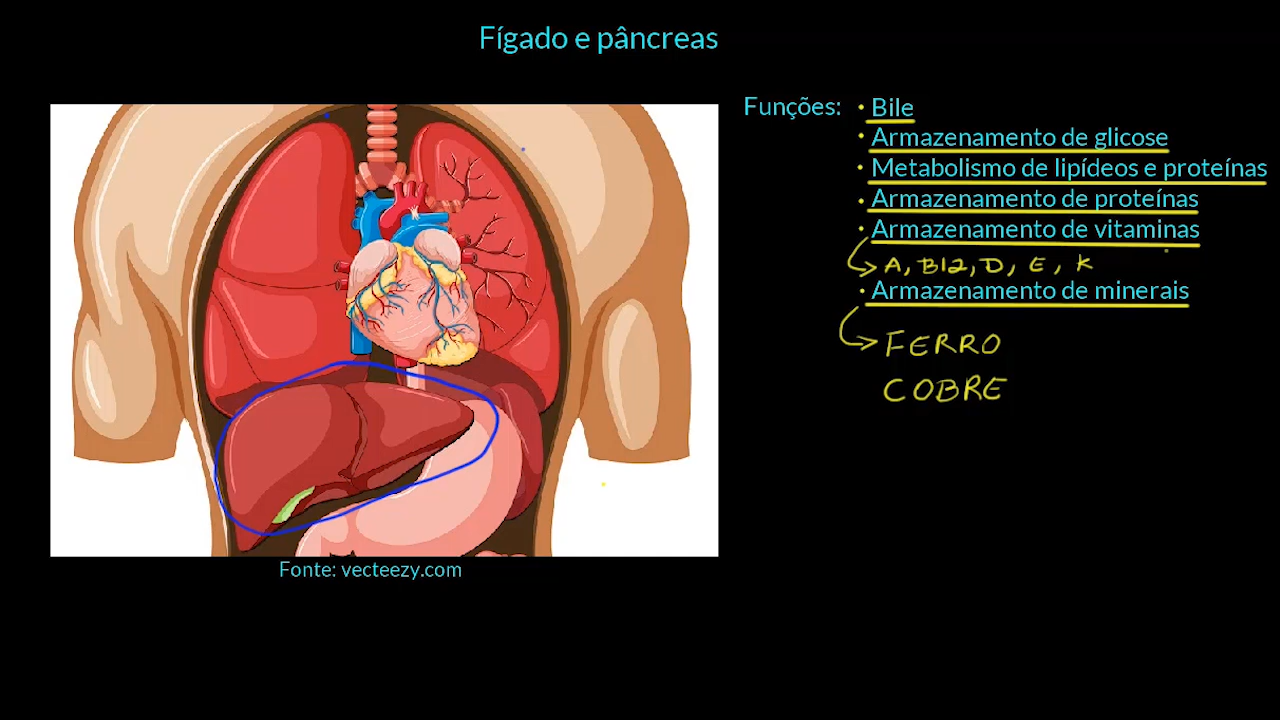 Fígado e pâncreas
Funções: • Bile
• Armazenamento de glicose
• Metabolismo de lipídeos e proteínas
• Armazenamento de proteínas
• Armazenamento de vitaminas
A, B12, D, E, K
• Armazenamento de minerais
FERRO
COBRE
Fonte: vecteezy.com